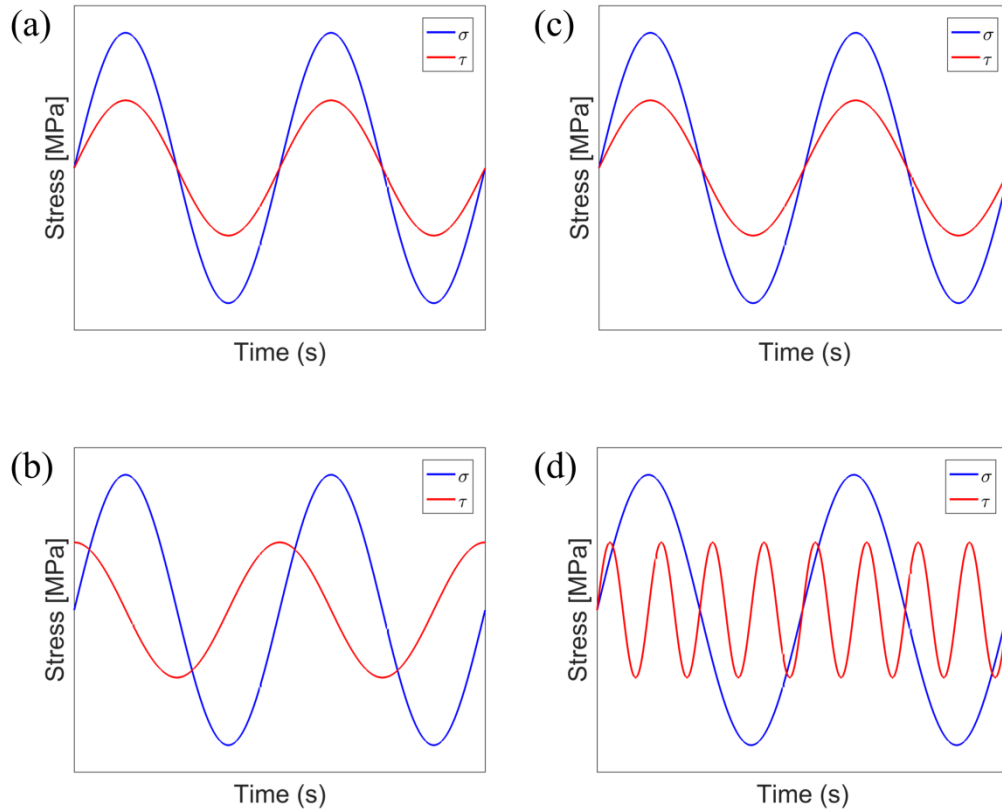 (a)
σ
τ
Stress [MPa]
Time (s)
(c)
σ
τ
Stress [MPa]
Time (s)
(b)
σ
τ
Stress [MPa]
Time (s)
(d)
σ
τ
Stress [MPa]
Time (s)